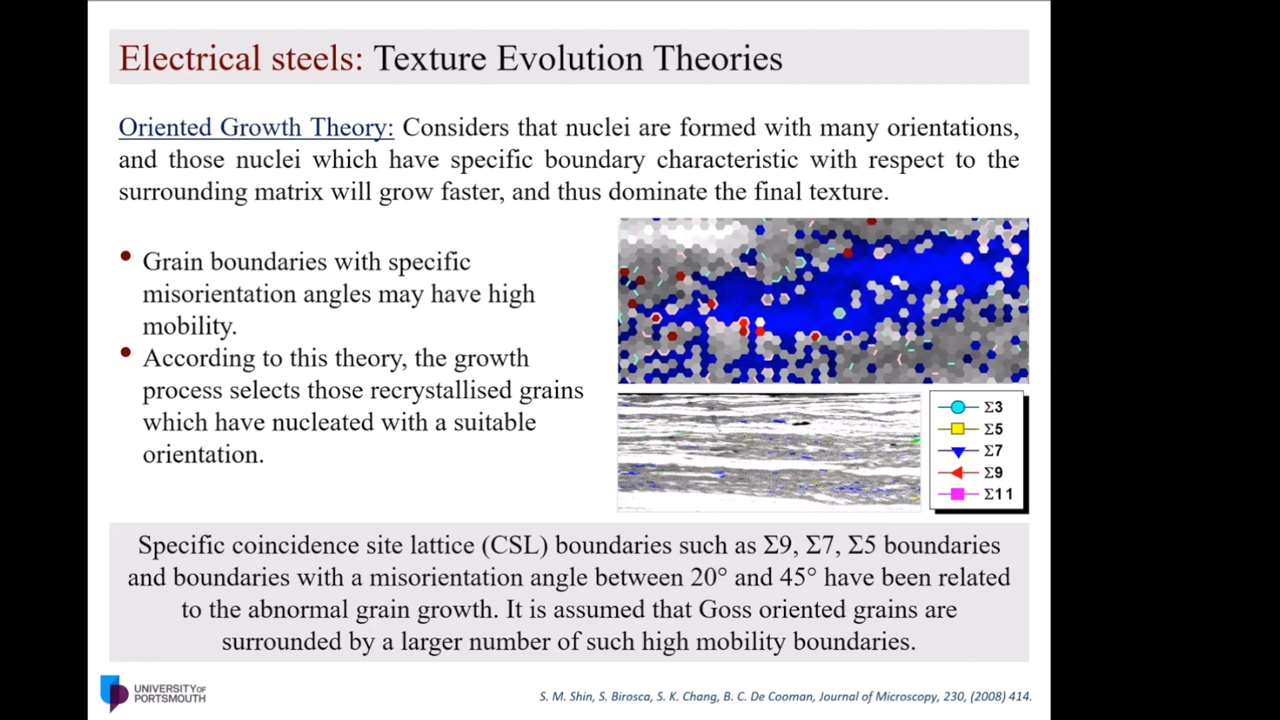 Electrical steels: Texture Evolution Theories
Oriented Growth Theory: Considers that nuclei are formed with many orientations,
and those nuclei which have specific boundary characteristic with respect to the
surrounding matrix will grow faster, and thus dominate the final texture.
• Grain boundaries with specific
misorientation angles may have high
mobility.
• According to this theory, the growth
process selects those recrystallised grains
which have nucleated with a suitable
orientation.
Σ3
Σ5
Σ7
Σ9
Σ11
Specific coincidence site lattice (CSL) boundaries such as Σ9, Σ7, Σ5 boundaries
and boundaries with a misorientation angle between 20° and 45° have been related
to the abnormal grain growth. It is assumed that Goss oriented grains are
surrounded by a larger number of such high mobility boundaries.
UNIVERSITY OF
PORTSMOUTH
S. M. Shin, S. Birosca, S. K. Chang, B. C. De Cooman, Journal of Microscopy, 230, (2008) 414.